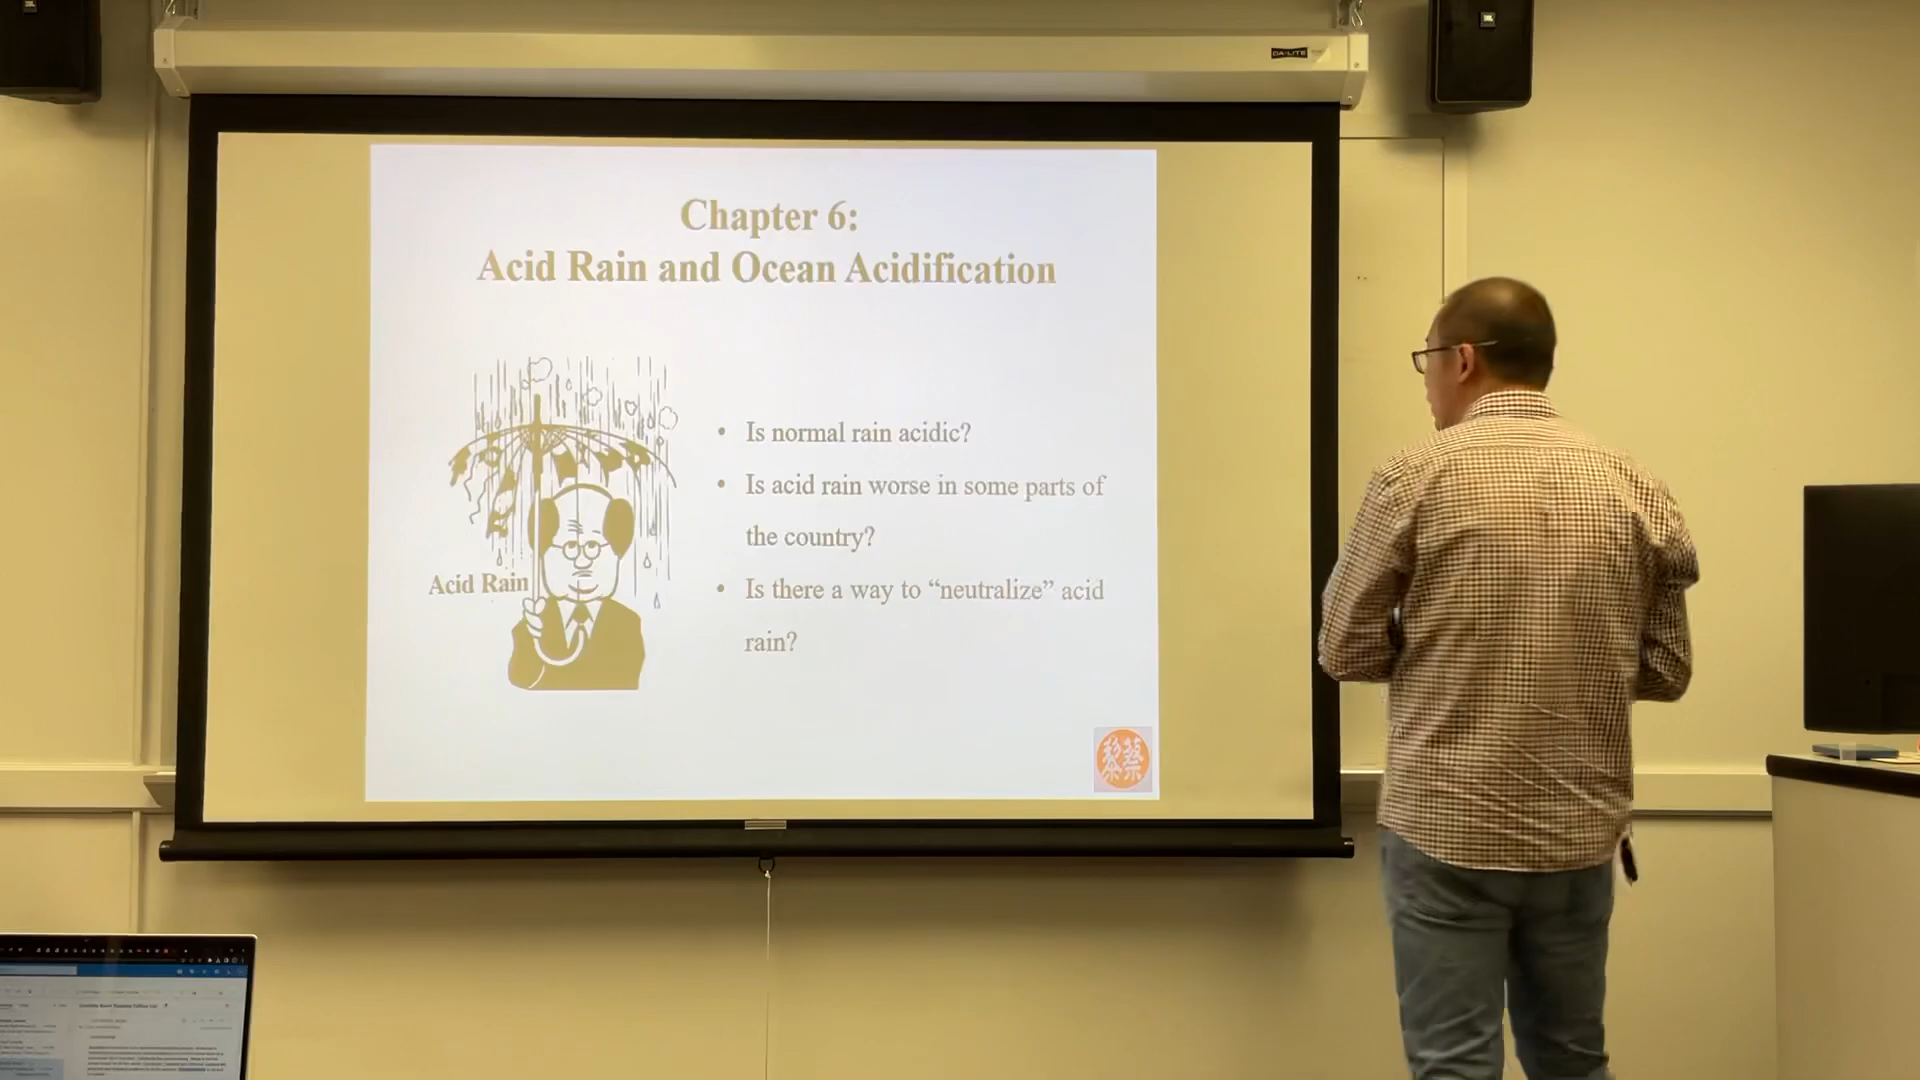 DA-LITE
Chapter 6:
Acid Rain and Ocean Acidification
• Is normal rain acidic?
• Is acid rain worse in some parts of
the country?
• Is there a way to “neutralize” acid
rain?
Acid Rain